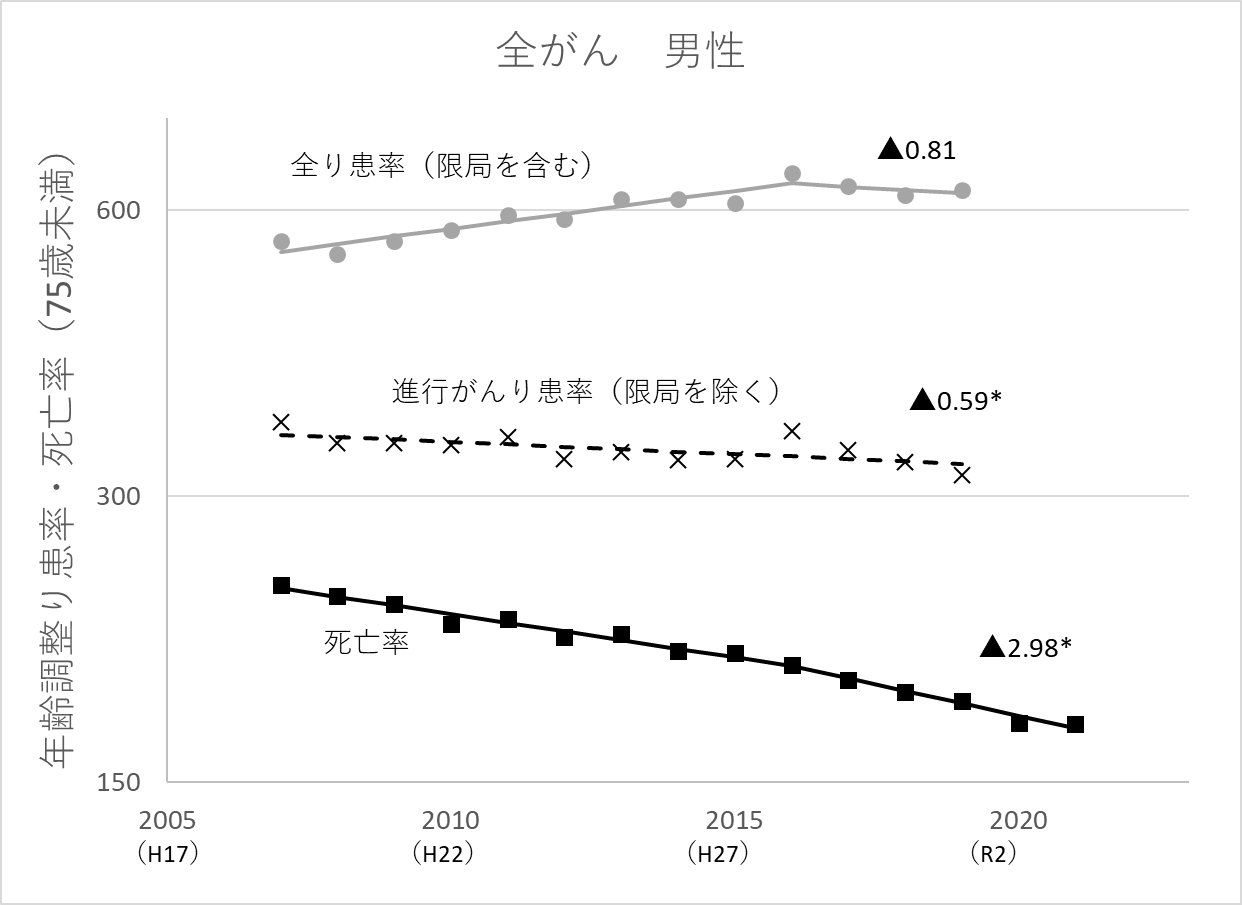 全がん　男性
年齢調整り患率・死亡率（75歳未満）
600
300
150
全り患率（限局を含む）
▲0.81
進行がんり患率（限局を除く）
▲0.59*
死亡率
▲2.98*
2005
2010
2015
2020
（H17）
（H22）
（H27）
（R2）